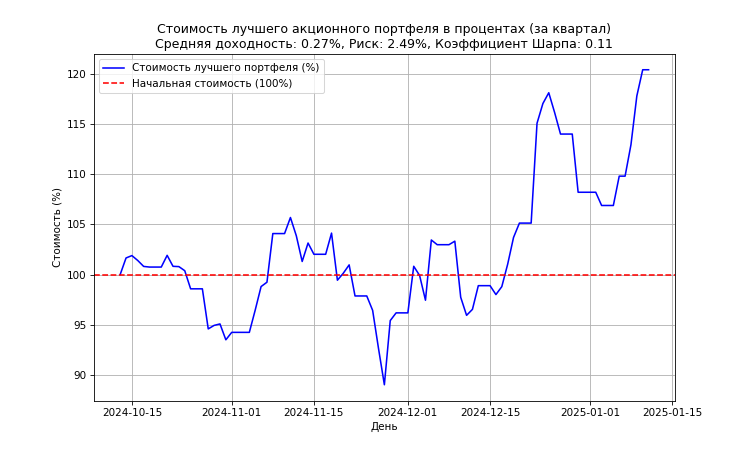 Стоимость лучшего акционного портфеля в процентах (за квартал)
Средняя доходность: 0.27%, Риск: 2.49%, Коэффициент Шарпа: 0.11
Стоимость лучшего портфеля (%)
Начальная стоимость (100%)
Стоимость (%)
120
115
110
105
100
95
90
2024-10-15 2024-11-01 2024-11-15 2024-12-01 2024-12-15 2025-01-01 2025-01-15
День